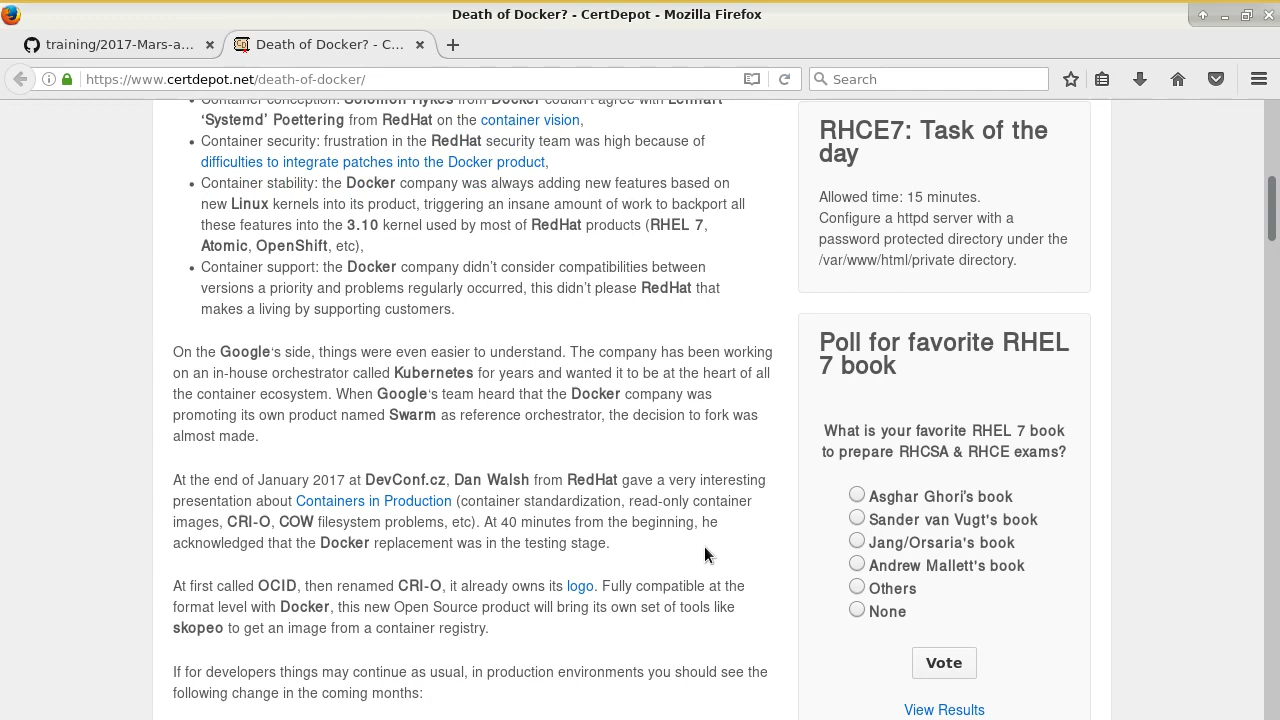 Death of Docker? - CertDepot - Mozilla Firefox
training/2017-Mars-a...
Death of Docker? - C...
https://www.certdepot.net/death-of-docker/
Search
Container conception: Solomon Hykes from Docker couldn't agree with Lennart
‘Systemd’ Poettering from RedHat on the container vision,
Container security: frustration in the RedHat security team was high because of
difficulties to integrate patches into the Docker product,
Container stability: the Docker company was always adding new features based on
new Linux kernels into its product, triggering an insane amount of work to backport all
these features into the 3.10 kernel used by most of RedHat products (RHEL 7,
Atomic, OpenShift, etc),
Container support: the Docker company didn’t consider compatibilities between
versions a priority and problems regularly occurred, this didn’t please RedHat that
makes a living by supporting customers.
On the Google‘s side, things were even easier to understand. The company has been working
on an in-house orchestrator called Kubernetes for years and wanted it to be at the heart of all
the container ecosystem. When Google‘s team heard that the Docker company was
promoting its own product named Swarm as reference orchestrator, the decision to fork was
almost made.
At the end of January 2017 at DevConf.cz, Dan Walsh from RedHat gave a very interesting
presentation about Containers in Production (container standardization, read-only container
images, CRI-O, COW filesystem problems, etc). At 40 minutes from the beginning, he
acknowledged that the Docker replacement was in the testing stage.
At first called OCID, then renamed CRI-O, it already owns its logo. Fully compatible at the
format level with Docker, this new Open Source product will bring its own set of tools like
skopeo to get an image from a container registry.
If for developers things may continue as usual, in production environments you should see the
following change in the coming months:
RHCE7: Task of the
day
Allowed time: 15 minutes.
Configure a httpd server with a
password protected directory under the
/var/www/html/private directory.
Poll for favorite RHEL
7 book
What is your favorite RHEL 7 book
to prepare RHCSA & RHCE exams?
Asghar Ghori's book
Sander van Vugt's book
Jang/Orsaria's book
Andrew Mallett's book
Others
None
Vote
View Results